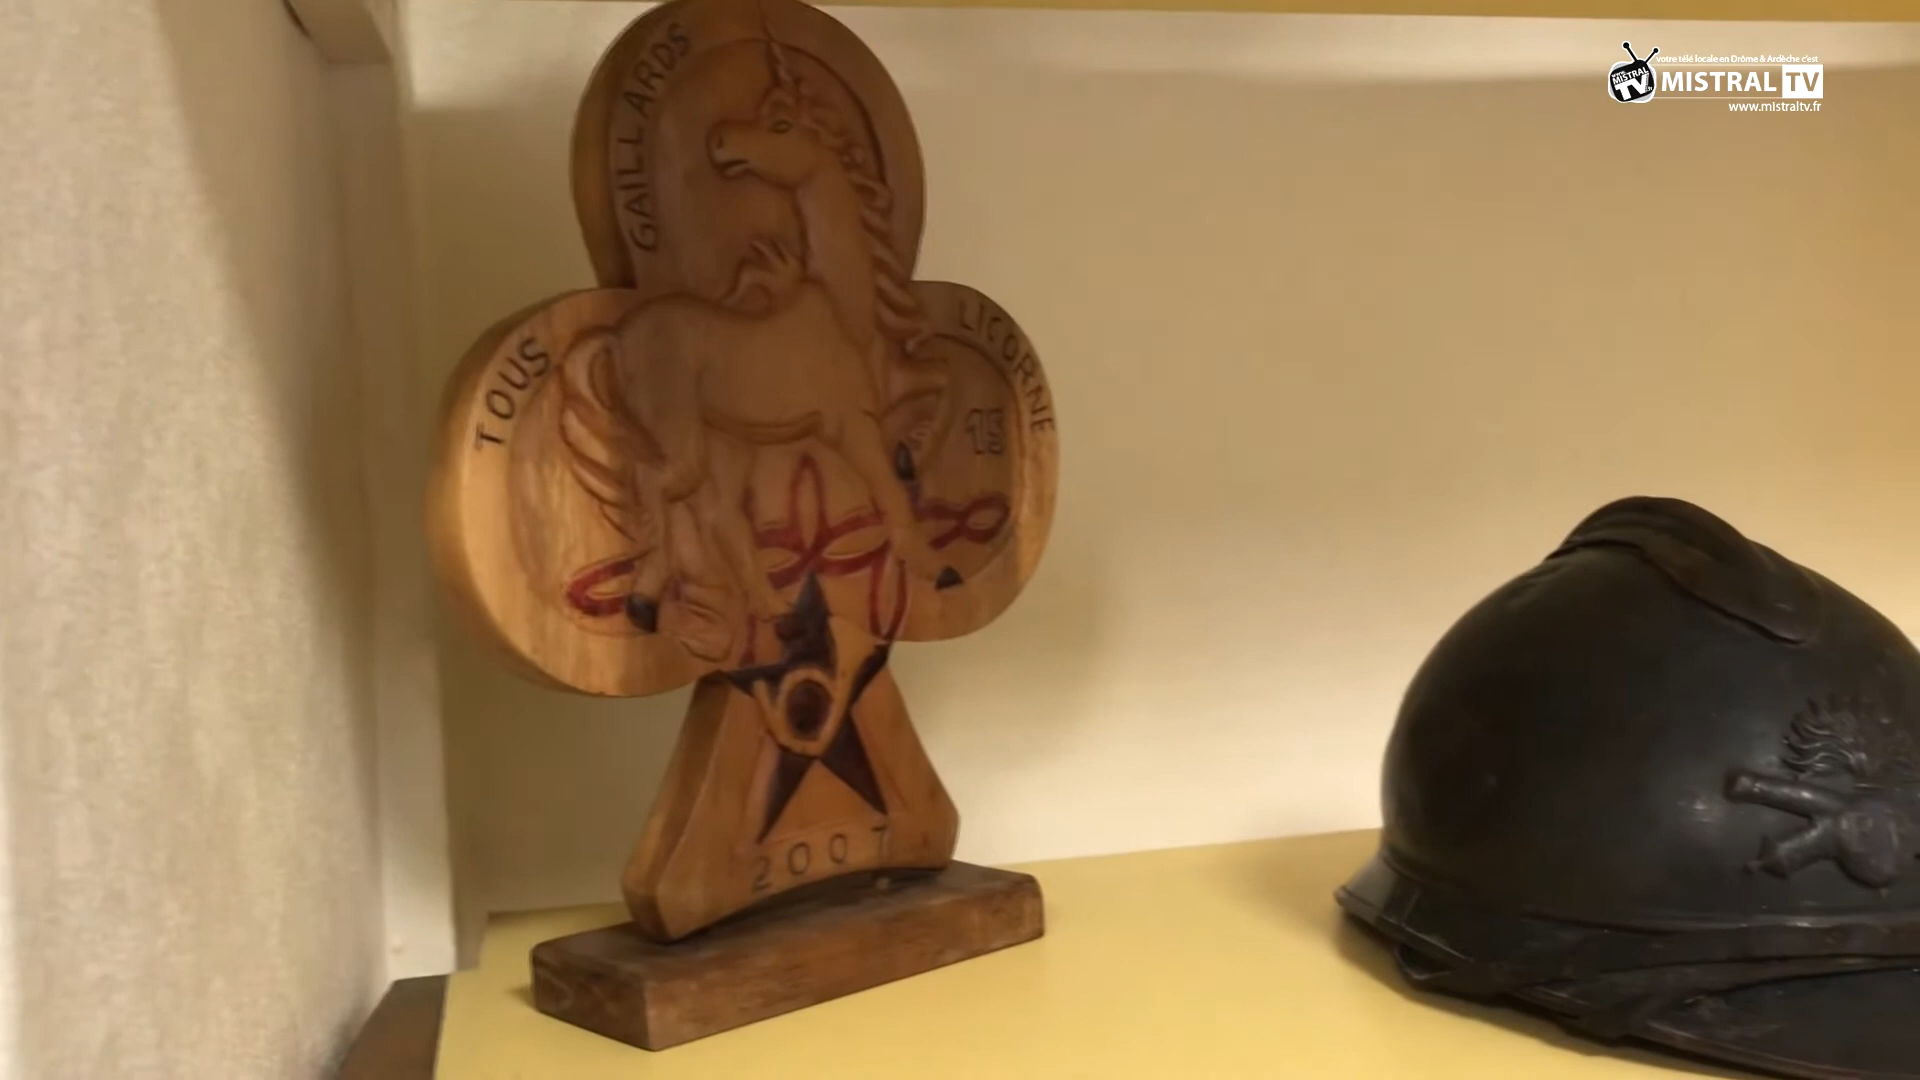 votre télé locale en Drôme & Ardèche c'est
MISTRAL TV
www.mistraltv.fr
TOUS GAILLARDS LICORNE
15
2007